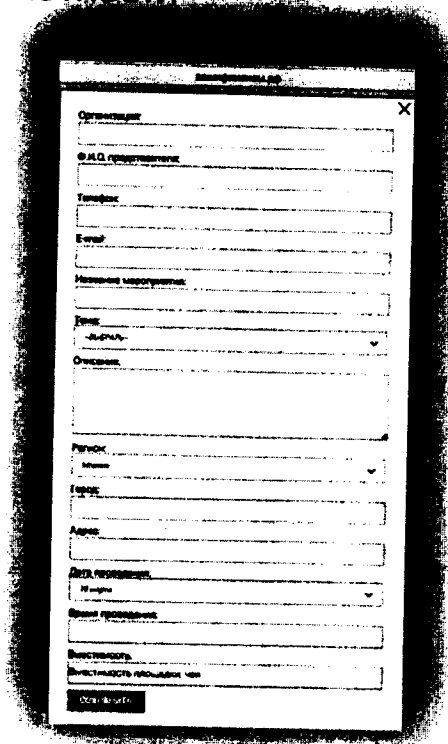 Организация:
Ф.И.О. представителя:
Телефон:
E-mail:
Название мероприятия:
Тема:
Описание:
Регион:
Город:
Адрес:
Дата проведения:
Время проведения:
Вместимость:
Вместимость площадки, чел